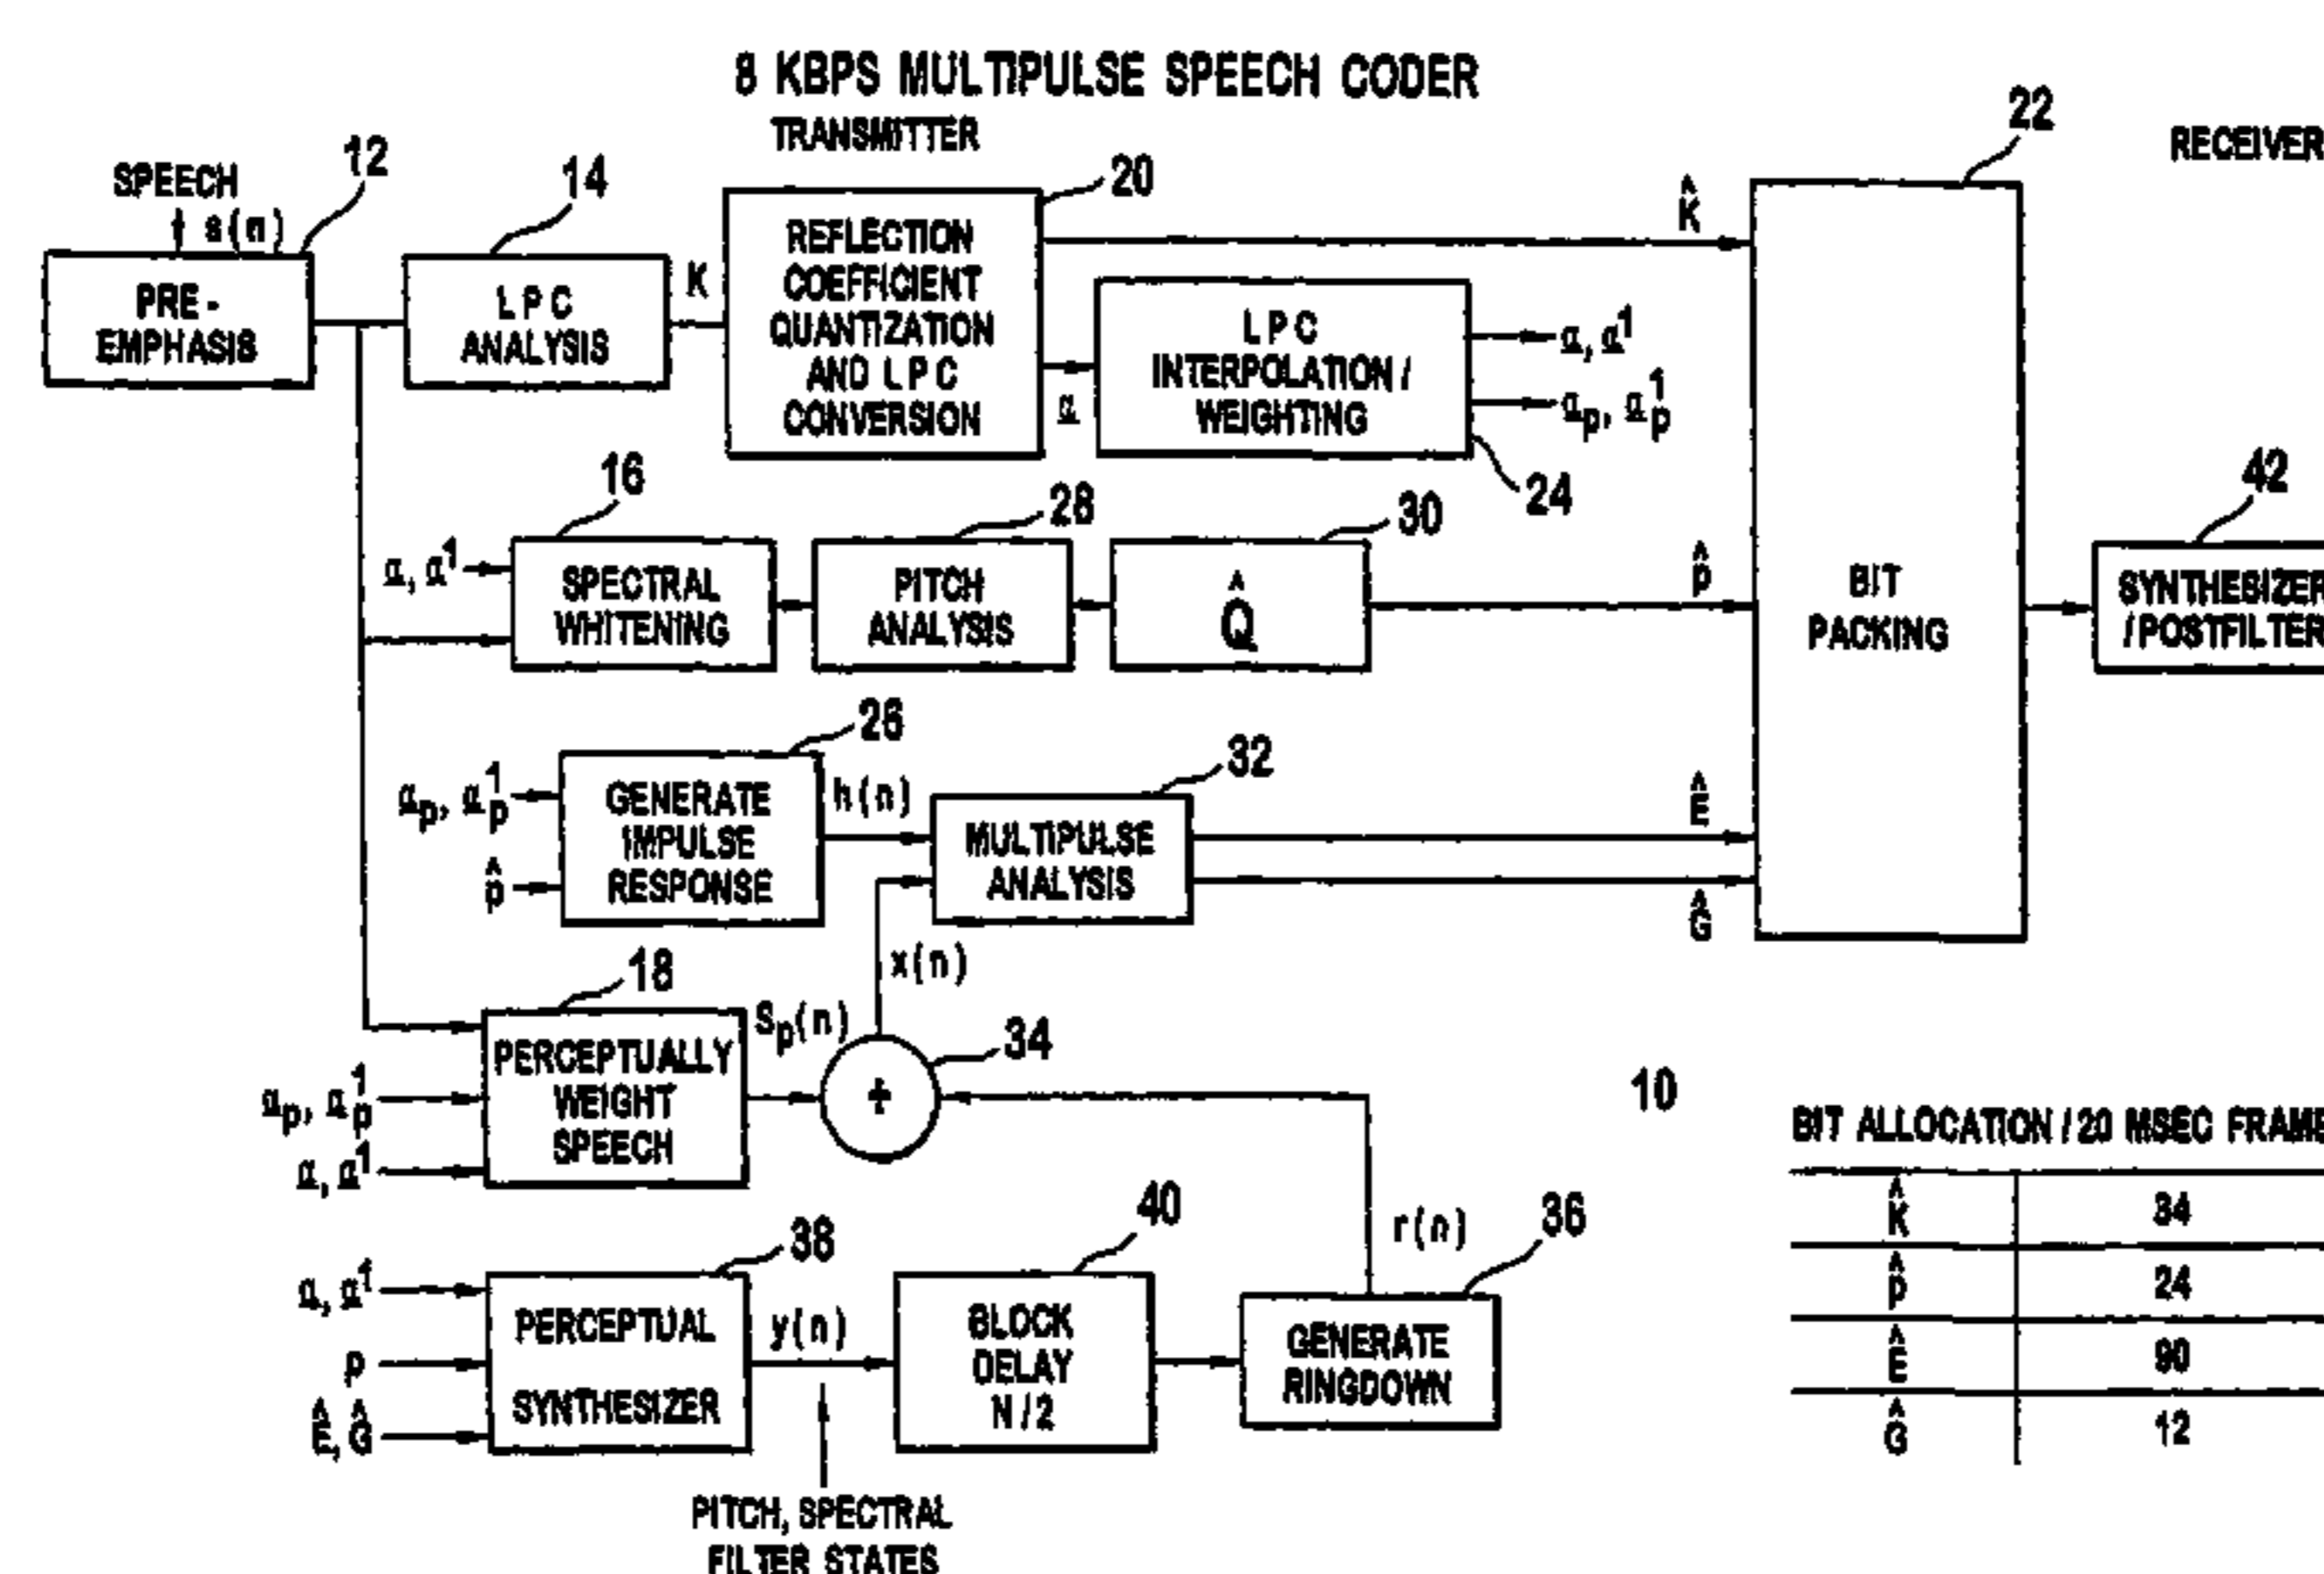 8 KBPS MULTIPULSE SPEECH CODER
TRANSMITTER
RECEIVER
SPEECH
s(n)
12
PRE-
EMPHASIS
14
LPC
ANALYSIS
K
20
REFLECTION
COEFFICIENT
QUANTIZATION
AND LPC
CONVERSION
K̂
22
α
LPC
INTERPOLATION/
WEIGHTING
α, α¹
αp, αp¹
24
16
α, α¹
SPECTRAL
WHITENING
28
PITCH
ANALYSIS
30
Q̂
p̂
BIT
PACKING
42
SYNTHESIZER
/POSTFILTER
26
αp, αp¹
p̂
GENERATE
IMPULSE
RESPONSE
h(n)
32
MULTIPULSE
ANALYSIS
Ê
Ĝ
x(n)
18
αp, αp¹
α, α¹
PERCEPTUALLY
WEIGHT
SPEECH
Sp(n)
+
34
10
38
α, α¹
p
Ê, Ĝ
PERCEPTUAL
SYNTHESIZER
y(n)
40
BLOCK
DELAY
N/2
r(n)
36
GENERATE
RINGDOWN
PITCH, SPECTRAL
FILTER STATES
BIT ALLOCATION / 20 MSEC FRAME
K̂ 34
p̂ 24
Ê 90
Ĝ 12